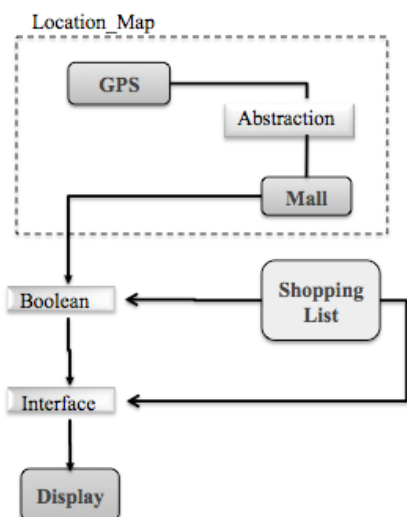 Location_Map
GPS
Abstraction
Mall
Boolean
Shopping
List
Interface
Display